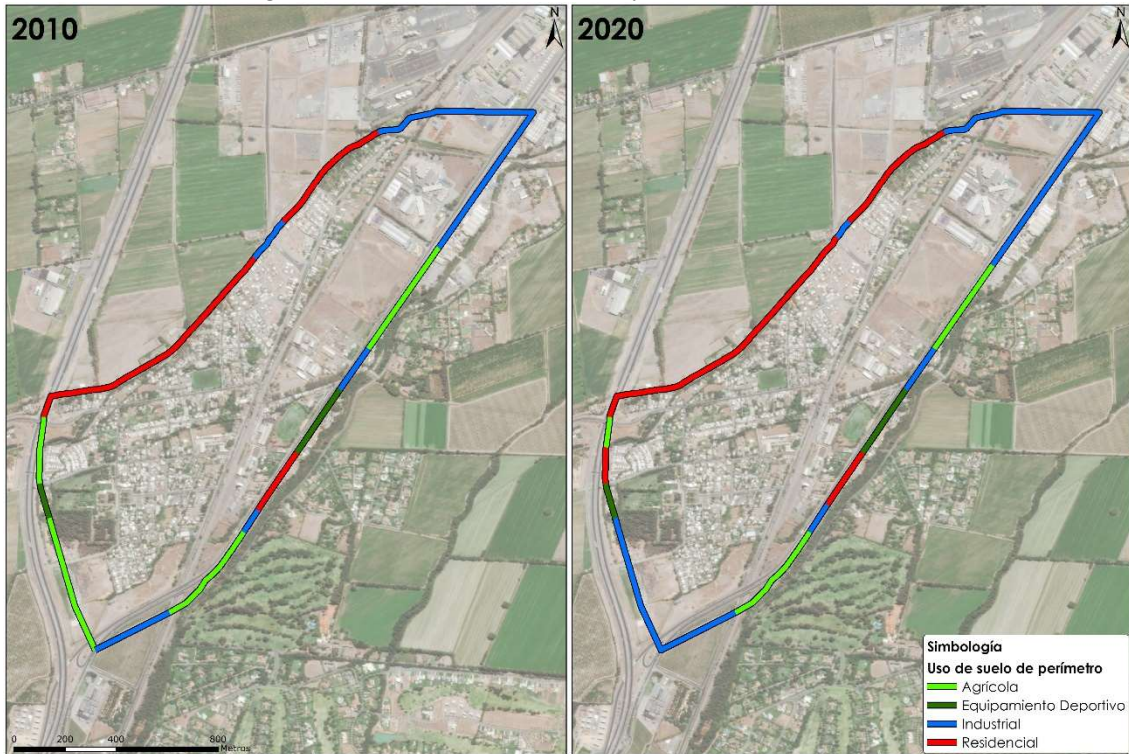 2010
N
2020
N
0 200 400 800
Metros
Simbología
Uso de suelo de perímetro
Agrícola
Equipamiento Deportivo
Industrial
Residencial